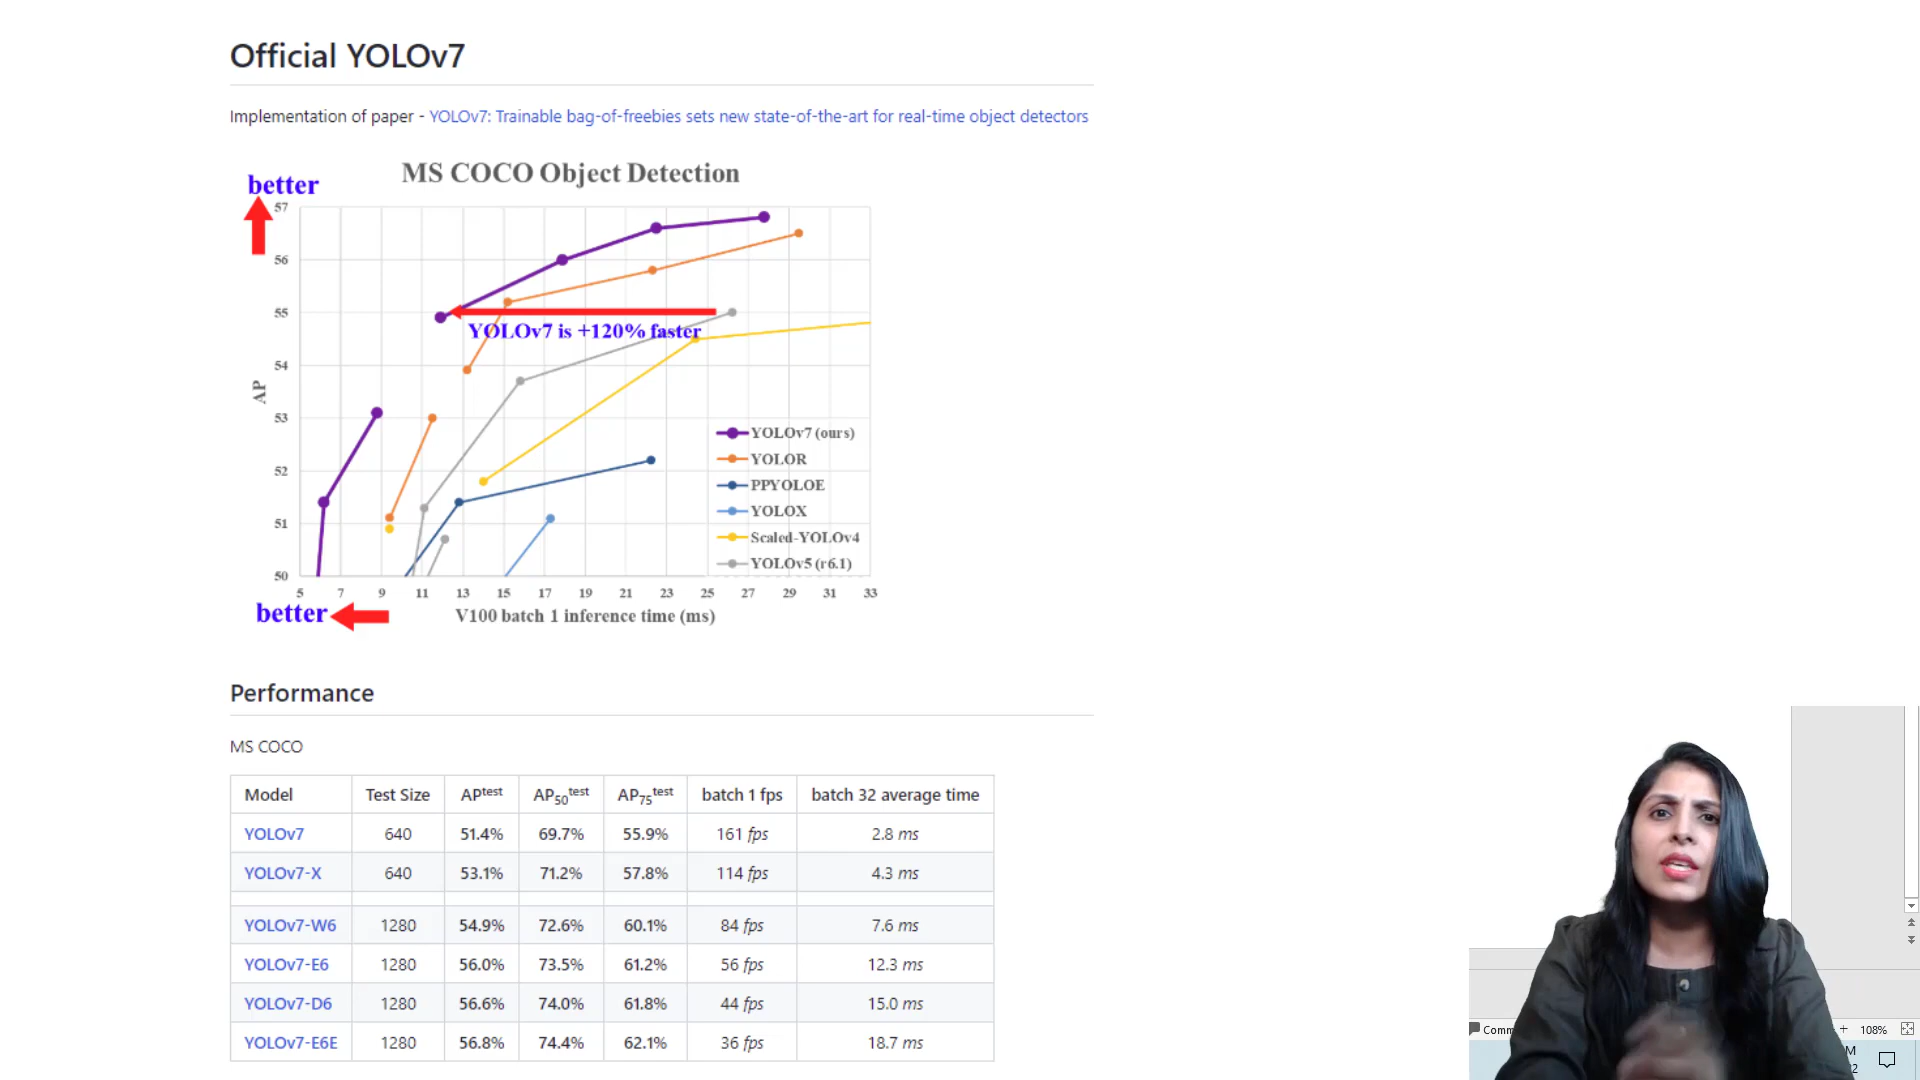 Official YOLOv7
Implementation of paper - YOLOv7: Trainable bag-of-freebies sets new state-of-the-art for real-time object detectors
MS COCO Object Detection
better
57
56
55
54
53
52
51
50
AP
YOLOv7 is +120% faster
YOLOv7 (ours)
YOLOR
PPYOLOE
YOLOX
Scaled-YOLOv4
YOLOv5 (r6.1)
5 7 9 11 13 15 17 19 21 23 25 27 29 31 33
better
V100 batch 1 inference time (ms)
Performance
MS COCO
Model Test Size APtest AP50test AP75test batch 1 fps batch 32 average time
YOLOv7 640 51.4% 69.7% 55.9% 161 fps 2.8 ms
YOLOv7-X 640 53.1% 71.2% 57.8% 114 fps 4.3 ms
YOLOv7-W6 1280 54.9% 72.6% 60.1% 84 fps 7.6 ms
YOLOv7-E6 1280 56.0% 73.5% 61.2% 56 fps 12.3 ms
YOLOv7-D6 1280 56.6% 74.0% 61.8% 44 fps 15.0 ms
YOLOv7-E6E 1280 56.8% 74.4% 62.1% 36 fps 18.7 ms
Comm
+ 108%
M
2